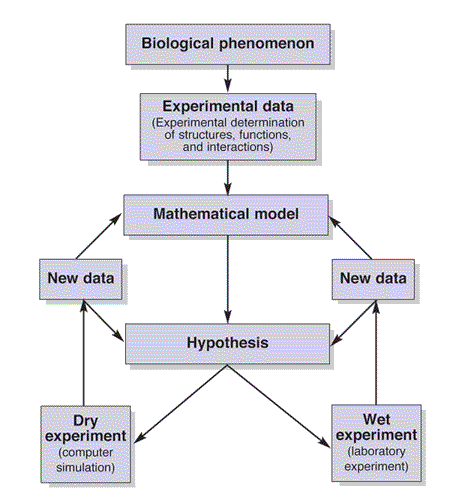 Biological phenomenon
Experimental data
(Experimental determination
of structures, functions,
and interactions)
Mathematical model
New data
New data
Hypothesis
Dry
experiment
(computer
simulation)
Wet
experiment
(laboratory
experiment)